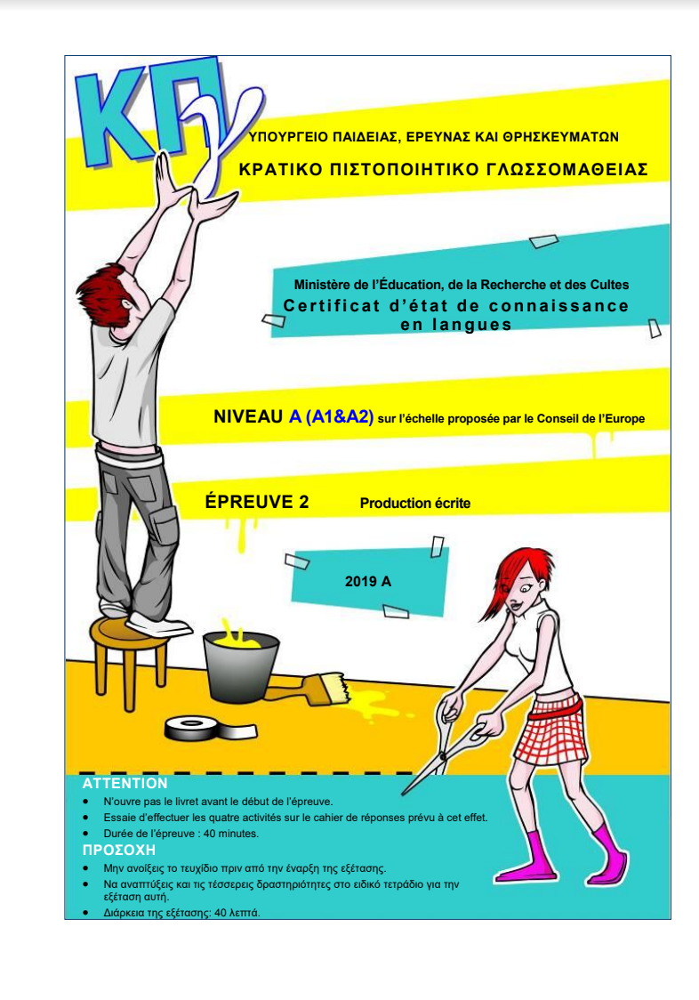 ΚΠγ
ΥΠΟΥΡΓΕΙΟ ΠΑΙΔΕΙΑΣ, ΕΡΕΥΝΑΣ ΚΑΙ ΘΡΗΣΚΕΥΜΑΤΩΝ
ΚΡΑΤΙΚΟ ΠΙΣΤΟΠΟΙΗΤΙΚΟ ΓΛΩΣΣΟΜΑΘΕΙΑΣ
Ministère de l’Éducation, de la Recherche et des Cultes
Certificat d’état de connaissance
en langues
NIVEAU A (A1&A2) sur l’échelle proposée par le Conseil de l’Europe
ÉPREUVE 2 Production écrite
2019 A
ATTENTION
• N’ouvre pas le livret avant le début de l’épreuve.
• Essaie d’effectuer les quatre activités sur le cahier de réponses prévu à cet effet.
• Durée de l’épreuve : 40 minutes.
ΠΡΟΣΟΧΗ
• Μην ανοίξεις το τευχίδιο πριν από την έναρξη της εξέτασης.
• Να αναπτύξεις και τις τέσσερεις δραστηριότητες στο ειδικό τετράδιο για την
εξέταση αυτή.
• Διάρκεια της εξέτασης: 40 λεπτά.